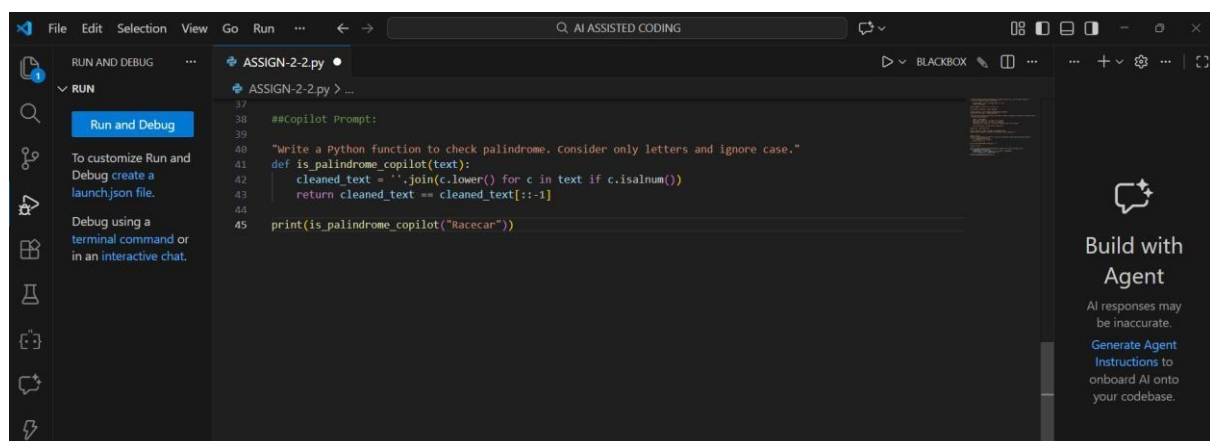 File Edit Selection View Go Run ... AI ASSISTED CODING
RUN AND DEBUG ...
RUN
Run and Debug
To customize Run and
Debug create a
launch.json file.
Debug using a
terminal command or
in an interactive chat.
1
ASSIGN-2-2.py
BLACKBOX
ASSIGN-2-2.py > ...
37
38 ##Copilot Prompt:
39
40 "Write a Python function to check palindrome. Consider only letters and ignore case."
41 def is_palindrome_copilot(text):
42 cleaned_text = ''.join(c.lower() for c in text if c.isalnum())
43 return cleaned_text == cleaned_text[::-1]
44
45 print(is_palindrome_copilot("Racecar"))
Build with
Agent
AI responses may
be inaccurate.
Generate Agent
Instructions to
onboard AI onto
your codebase.